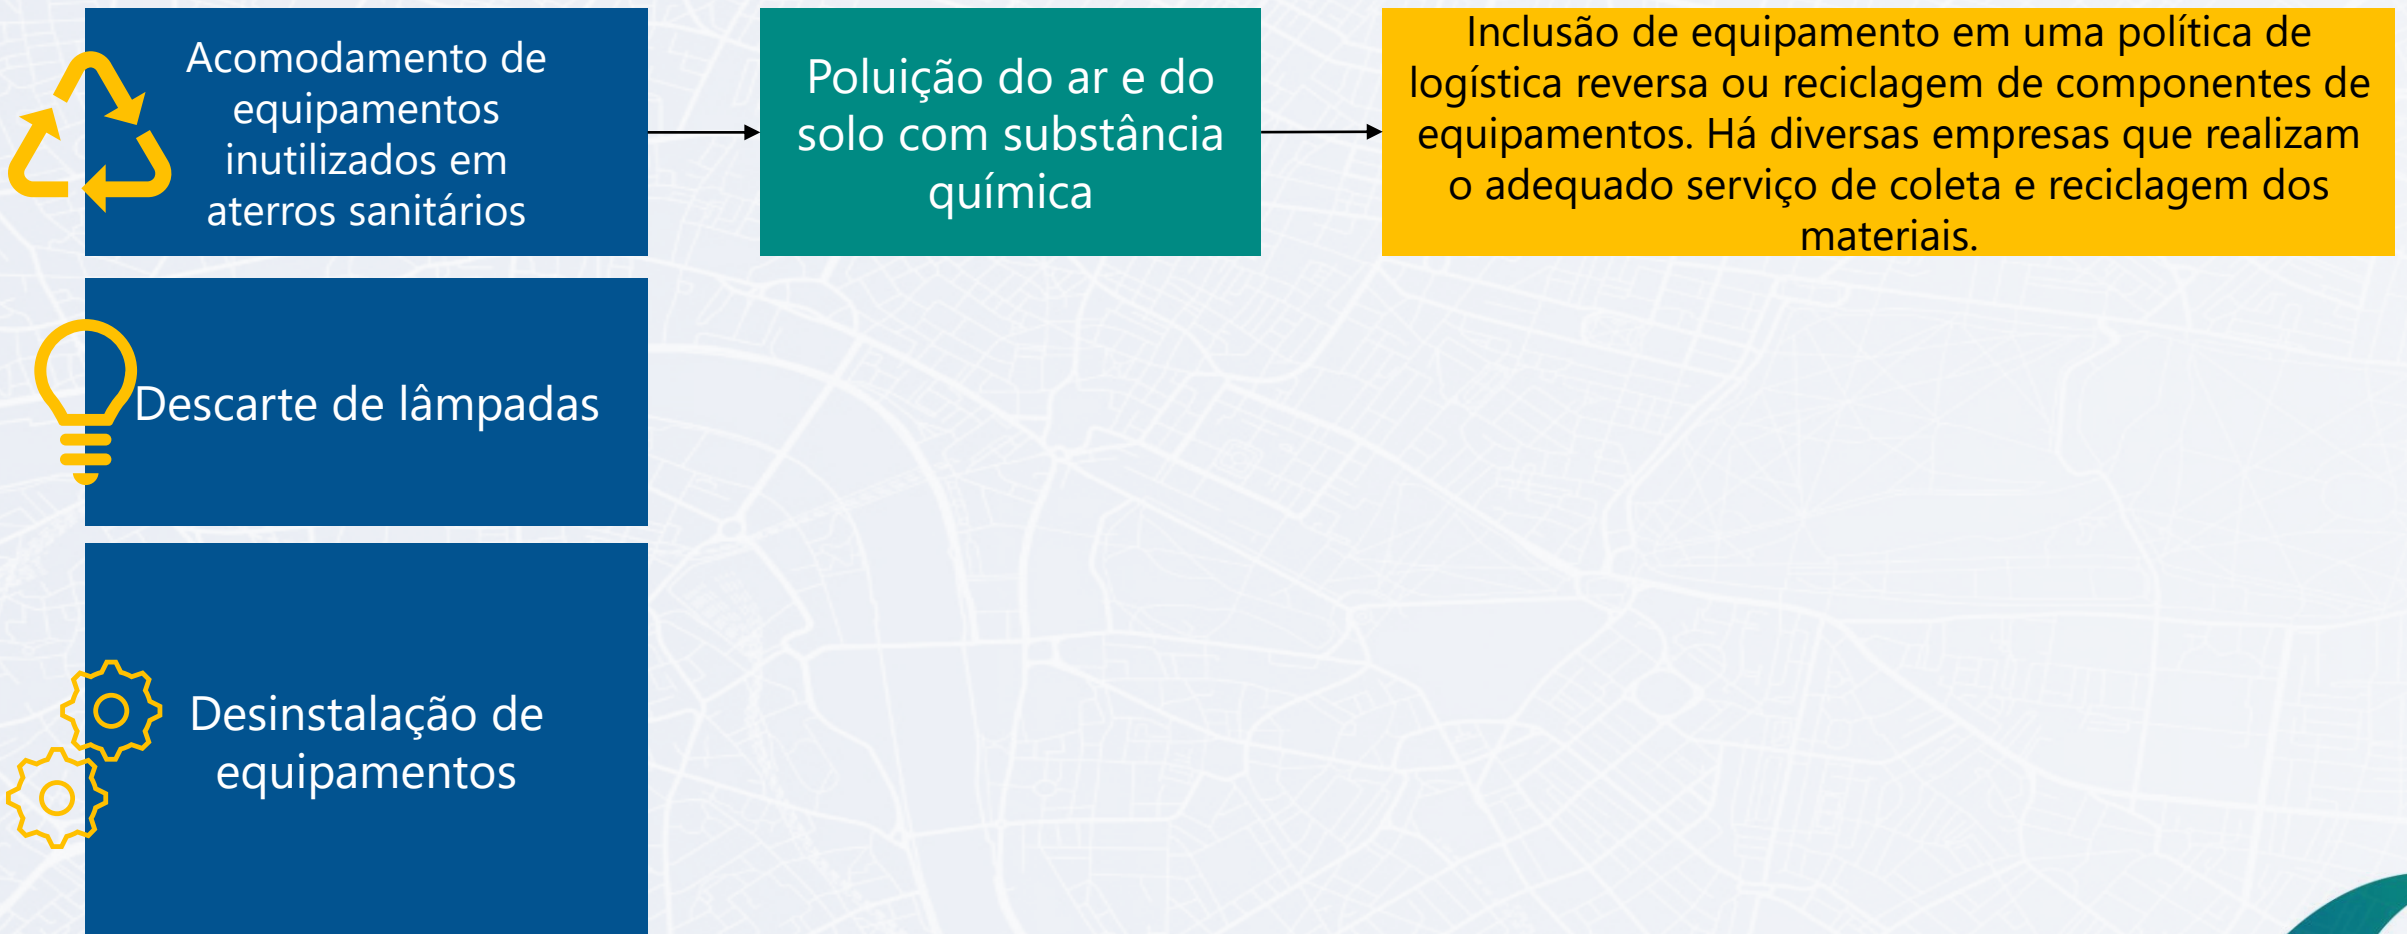 Acomodamento de
equipamentos
inutilizados em
aterros sanitários
Poluição do ar e do
solo com substância
química
Inclusão de equipamento em uma política de
logística reversa ou reciclagem de componentes de
equipamentos. Há diversas empresas que realizam
o adequado serviço de coleta e reciclagem dos
materiais.
Descarte de lâmpadas
Desinstalação de
equipamentos